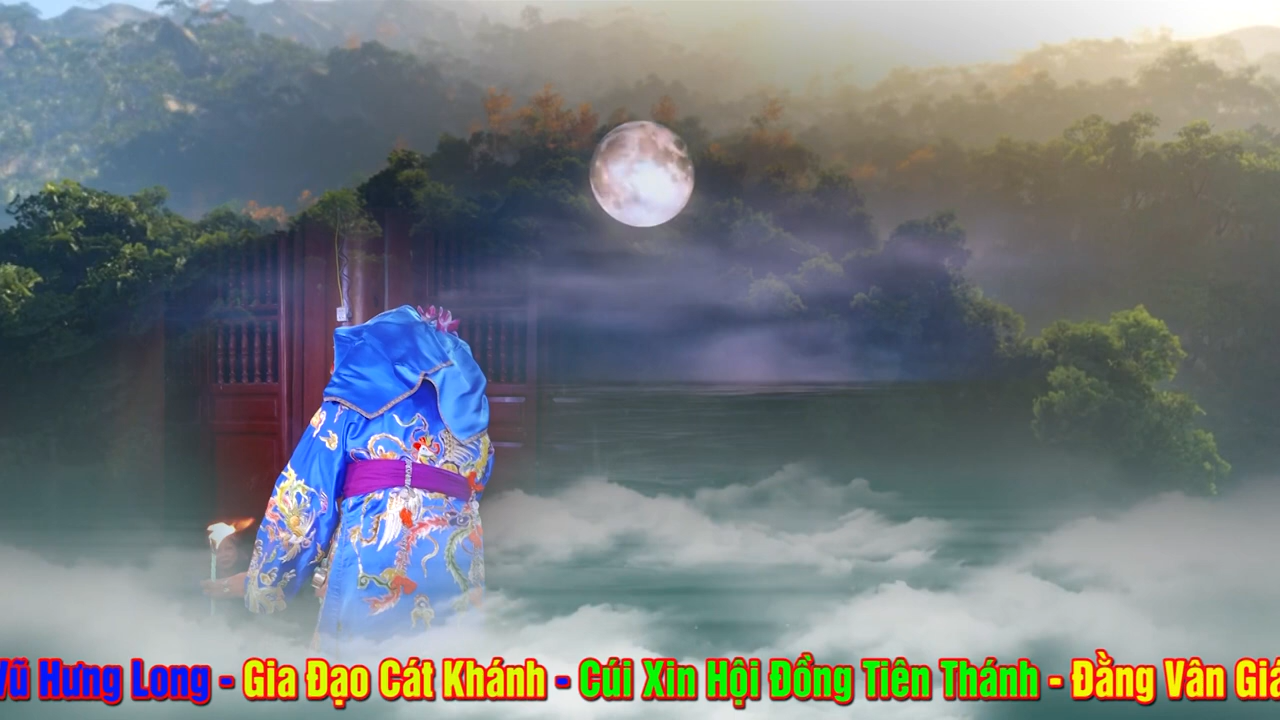 Vũ Hưng Long - Gia Đạo Cát Khánh - Cúi Xin Hội Đồng Tiên Thánh - Đằng Vân Giá